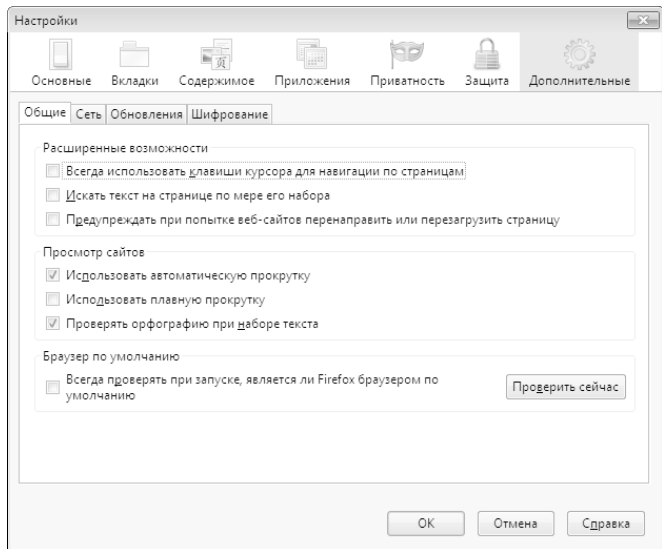 Настройки
Основные Вкладки Содержимое Приложения Приватность Защита Дополнительные
Общие Сеть Обновления Шифрование
Расширенные возможности
Всегда использовать клавиши курсора для навигации по страницам
Искать текст на странице по мере его набора
Предупреждать при попытке веб-сайтов перенаправить или перезагрузить страницу
Просмотр сайтов
Использовать автоматическую прокрутку
Использовать плавную прокрутку
Проверять орфографию при наборе текста
Браузер по умолчанию
Всегда проверять при запуске, является ли Firefox браузером по
умолчанию
Проверить сейчас
ОК Отмена Справка